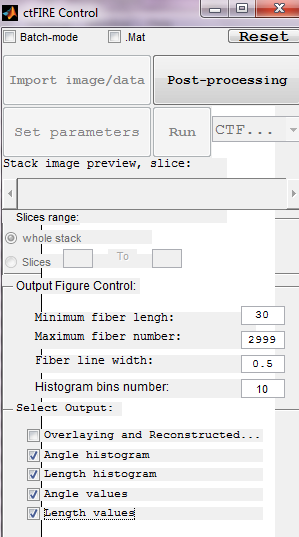 ctFIRE Control
Batch-mode .Mat Reset
Import image/data Post-processing
Set parameters Run CTF...
Stack image preview, slice:
Slices range:
whole stack
Slices To
Output Figure Control:
Minimum fiber lengh: 30
Maximum fiber number: 2999
Fiber line width: 0.5
Histogram bins number: 10
Select Output:
Overlaying and Reconstructed...
Angle histogram
Length histogram
Angle values
Length values